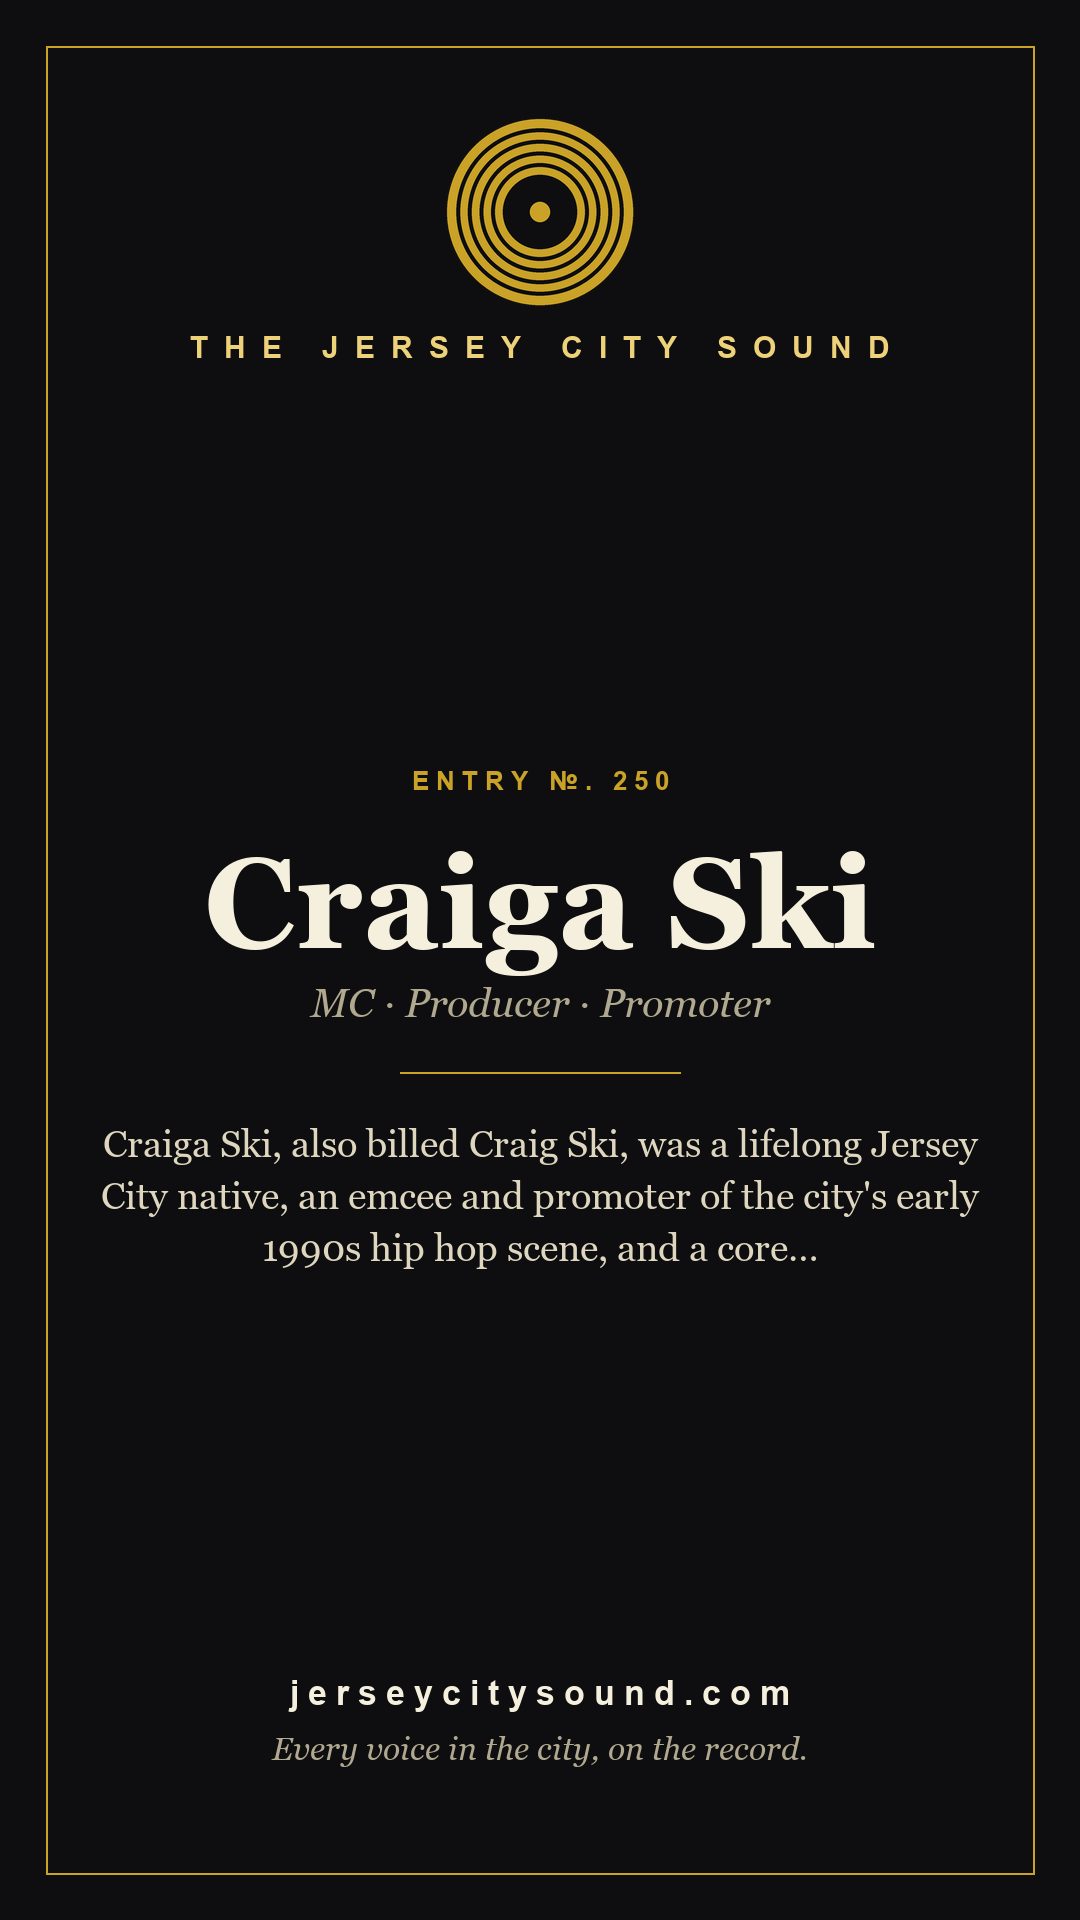 THE JERSEY CITY SOUND
ENTRY №. 250
Craiga Ski
MC · Producer · Promoter
Craiga Ski, also billed Craig Ski, was a lifelong Jersey
City native, an emcee and promoter of the city's early
1990s hip hop scene, and a core...
jerseycitysound.com
Every voice in the city, on the record.